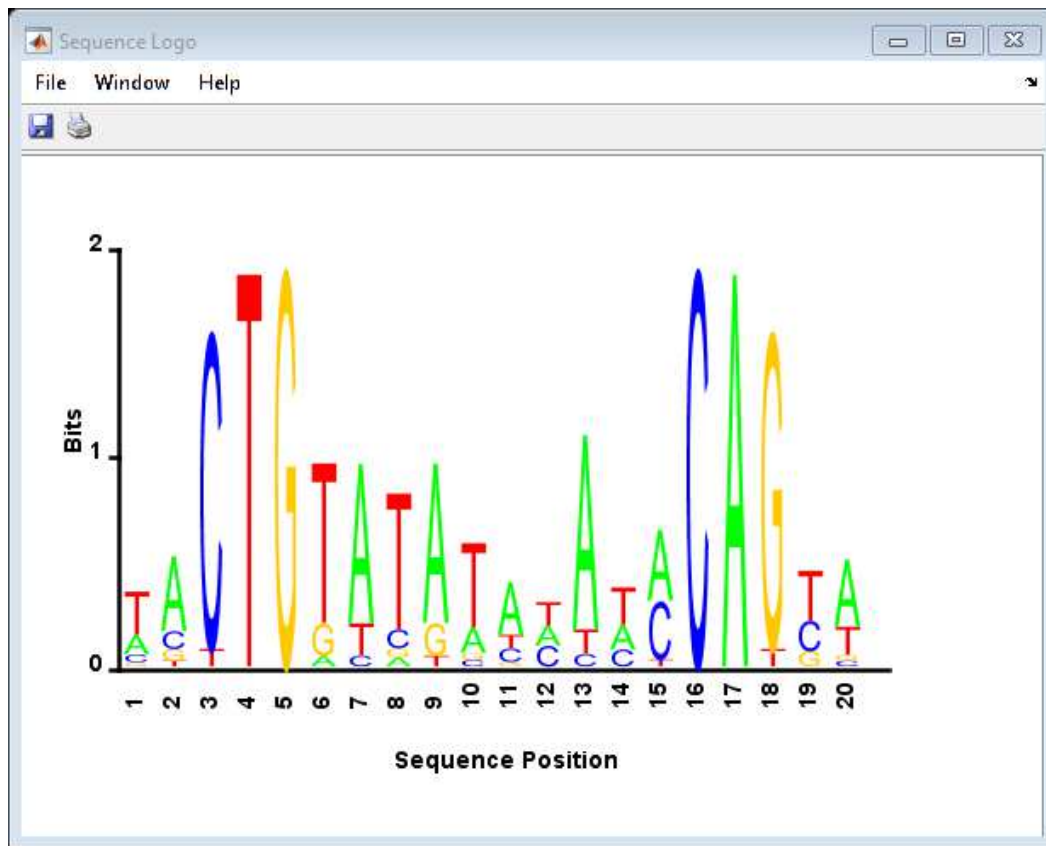 Sequence Logo
File Window Help
2
1
0
Bits
T A C T G T A T A T A T A T A C A G T A
A C T G T C G A T A A A C G C T
C G A C A T G C C C T C G C
1 2 3 4 5 6 7 8 9 10 11 12 13 14 15 16 17 18 19 20
Sequence Position